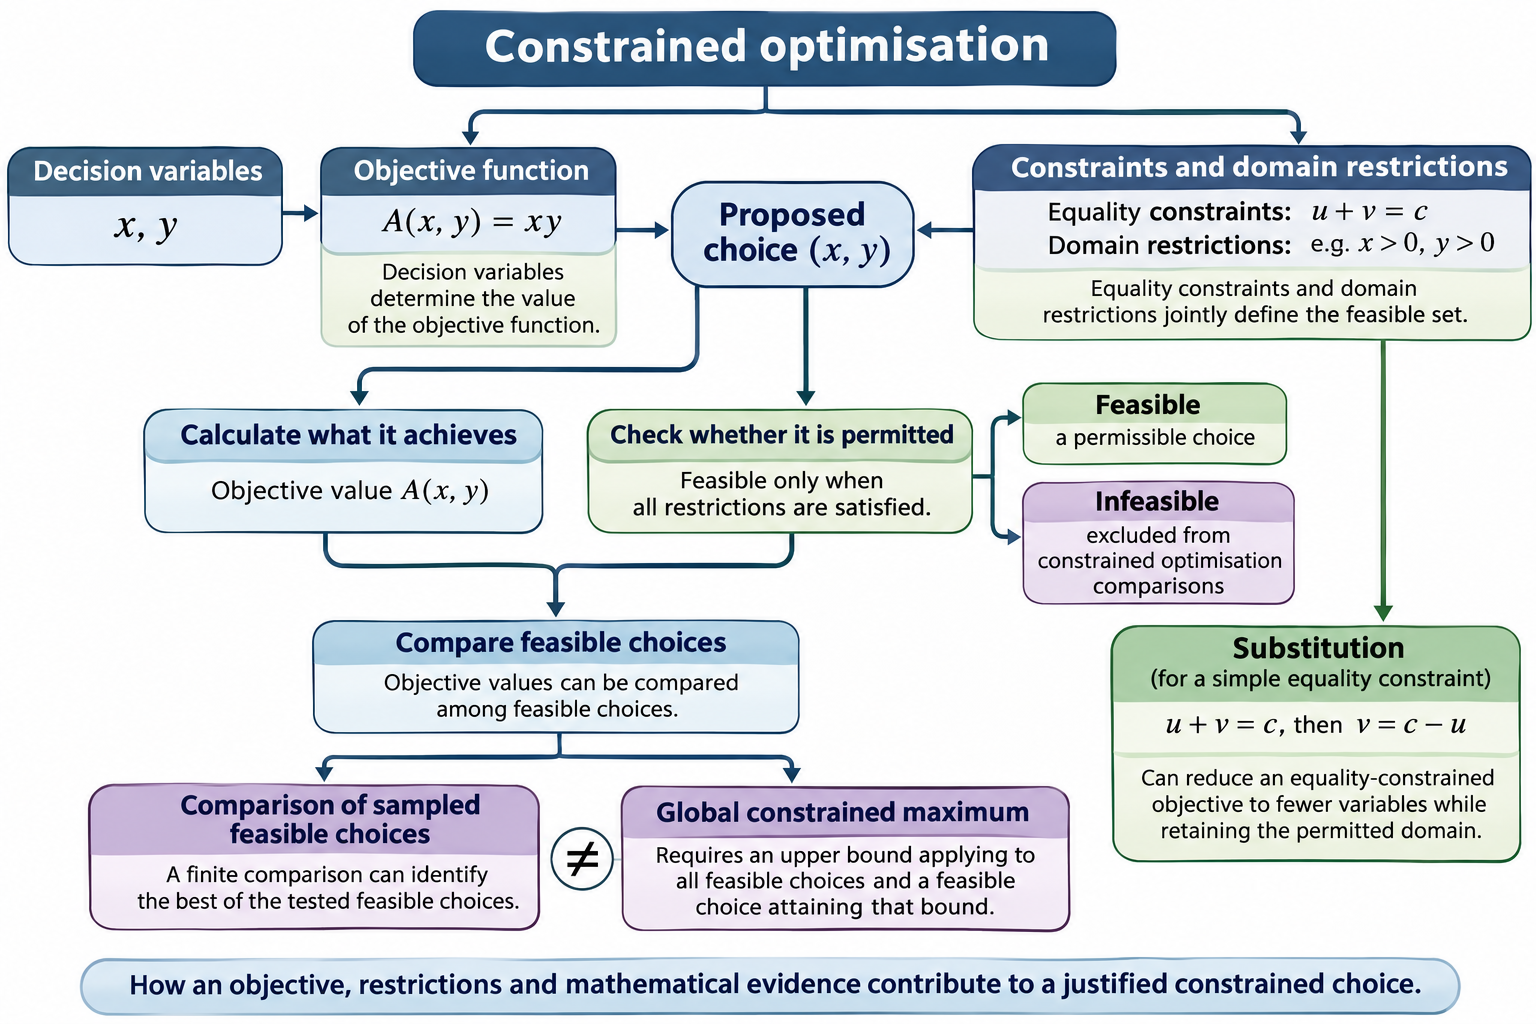 Constrained optimisation
Decision variables
x, y
Objective function
A(x, y) = xy
Decision variables
determine the value
of the objective function.
Proposed
choice (x, y)
Constraints and domain restrictions
Equality constraints: u + v = c
Domain restrictions: e.g. x > 0, y > 0
Equality constraints and domain
restrictions jointly define the feasible set.
Calculate what it achieves
Objective value A(x, y)
Check whether it is permitted
Feasible only when
all restrictions are satisfied.
Feasible
a permissible choice
Infeasible
excluded from
constrained optimisation
comparisons
Compare feasible choices
Objective values can be compared
among feasible choices.
Substitution
(for a simple equality constraint)
u + v = c, then v = c − u
Can reduce an equality-constrained
objective to fewer variables while
retaining the permitted domain.
Comparison of sampled
feasible choices
A finite comparison can identify
the best of the tested feasible choices.
≠
Global constrained maximum
Requires an upper bound applying to
all feasible choices and a feasible
choice attaining that bound.
How an objective, restrictions and mathematical evidence contribute to a justified constrained choice.